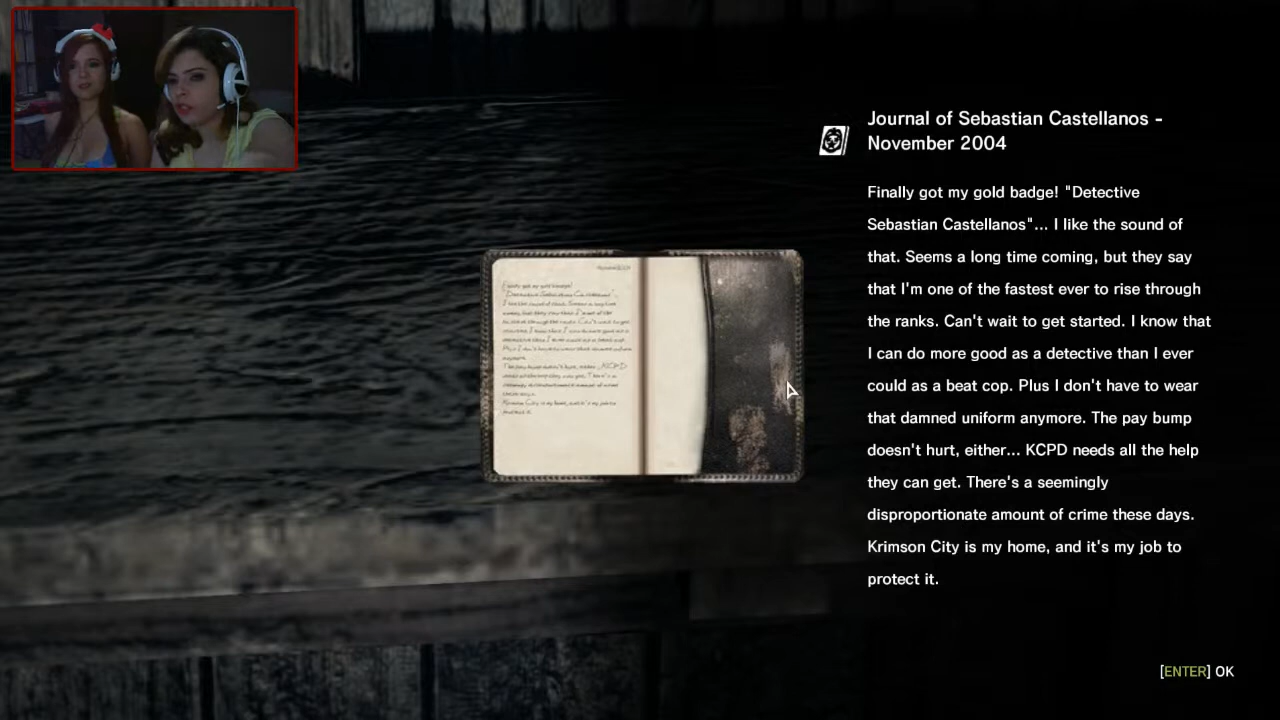 Journal of Sebastian Castellanos -
November 2004
Finally got my gold badge! "Detective
Sebastian Castellanos"... I like the sound of
that. Seems a long time coming, but they say
that I'm one of the fastest ever to rise through
the ranks. Can't wait to get started. I know that
I can do more good as a detective than I ever
could as a beat cop. Plus I don't have to wear
that damned uniform anymore. The pay bump
doesn't hurt, either... KCPD needs all the help
they can get. There's a seemingly
disproportionate amount of crime these days.
Krimson City is my home, and it's my job to
protect it.
[ENTER] OK